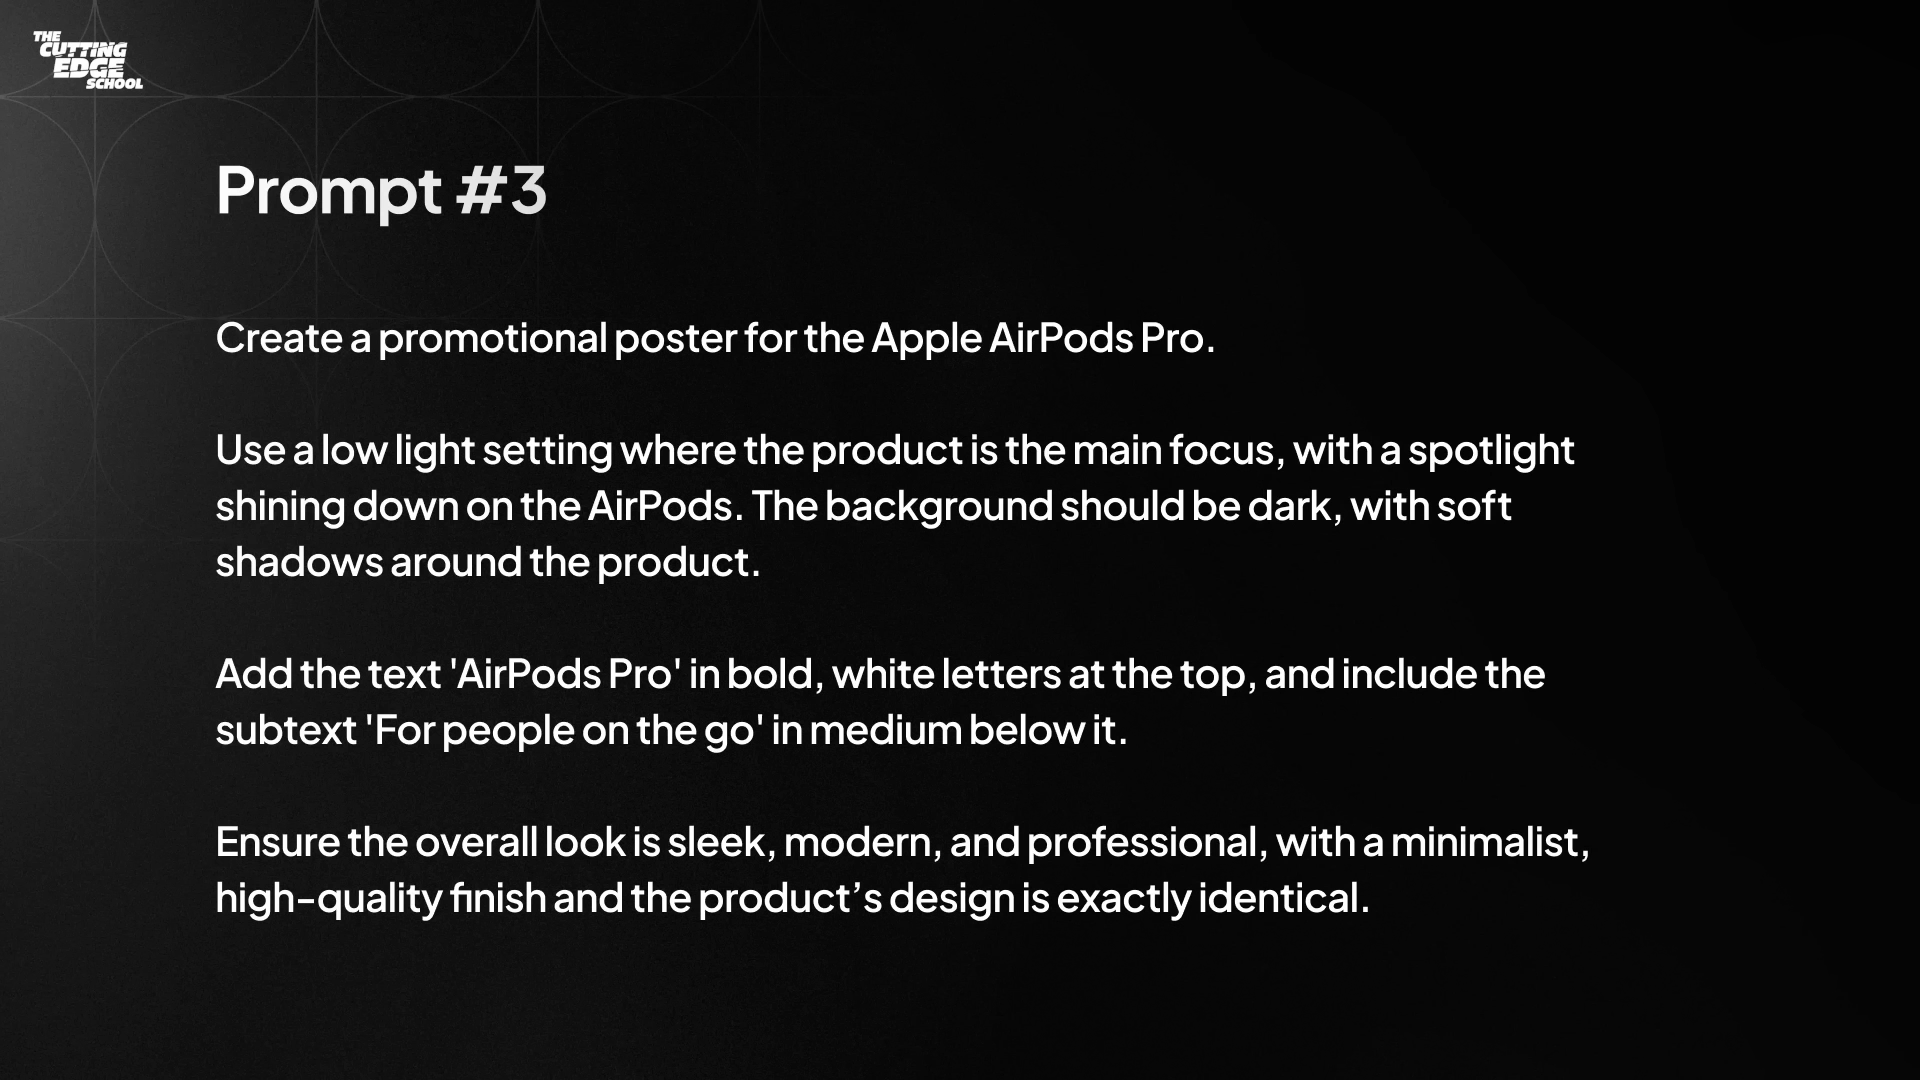 THE
CUTTING
EDGE
SCHOOL
Prompt #3
Create a promotional poster for the Apple AirPods Pro.
Use a low light setting where the product is the main focus, with a spotlight
shining down on the AirPods. The background should be dark, with soft
shadows around the product.
Add the text 'AirPods Pro' in bold, white letters at the top, and include the
subtext 'For people on the go' in medium below it.
Ensure the overall look is sleek, modern, and professional, with a minimalist,
high-quality finish and the product’s design is exactly identical.